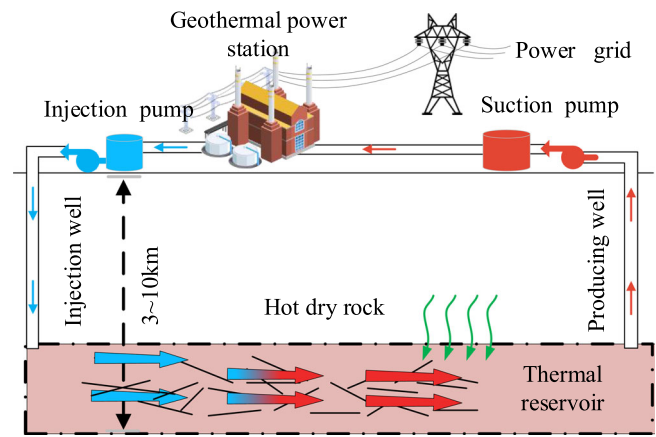 Geothermal power
station
Power grid
Injection pump
Suction pump
Injection well
3~10km
Hot dry rock
Producing well
Thermal
reservoir